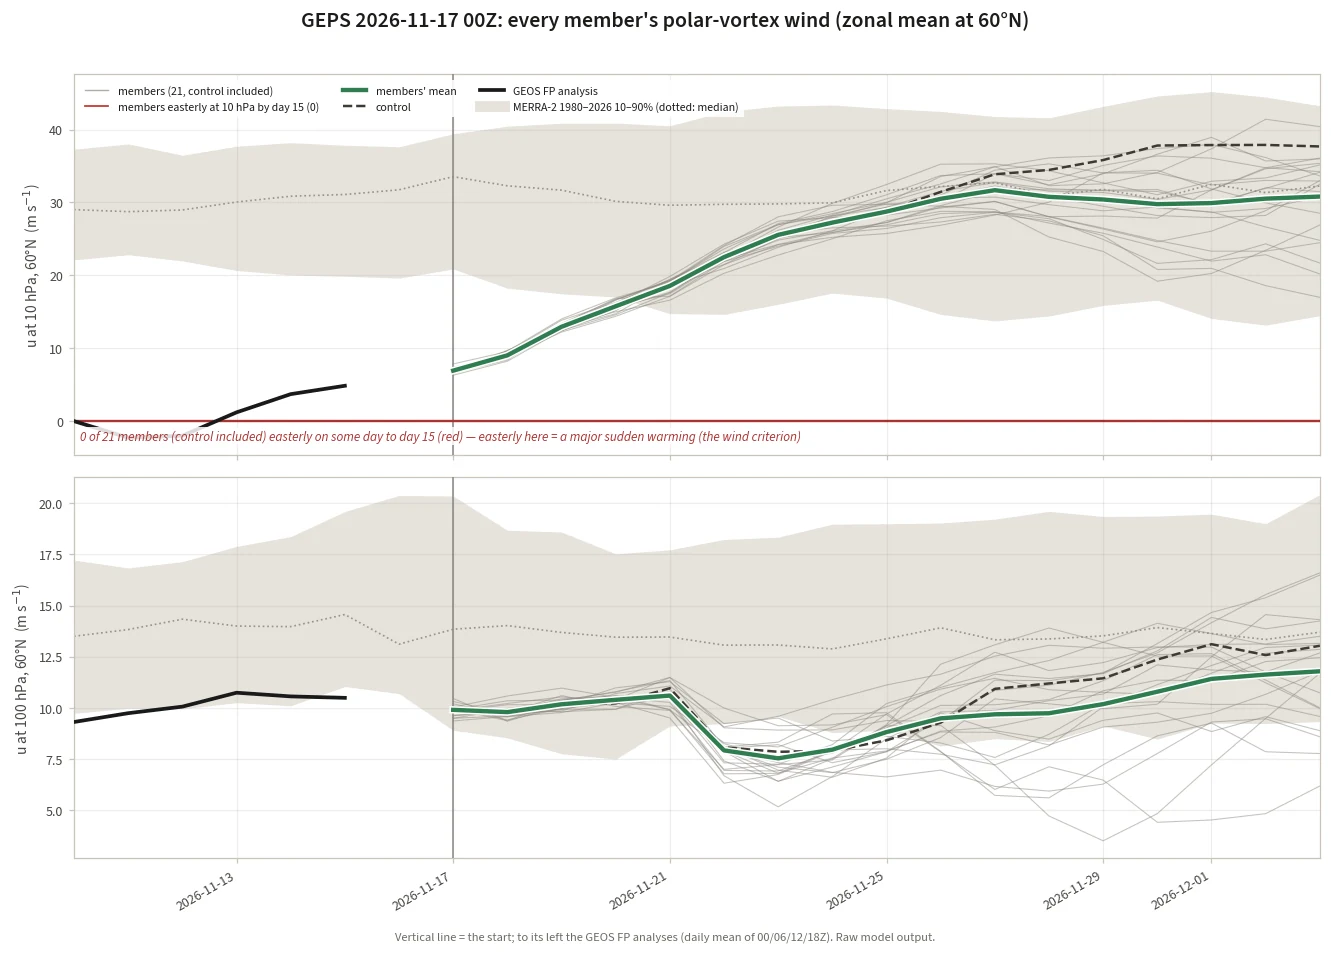 GEPS 2026-11-17 00Z: every member's polar-vortex wind (zonal mean at 60°N)
members (21, control included)
members easterly at 10 hPa by day 15 (0)
members' mean
control
GEOS FP analysis
MERRA-2 1980–2026 10–90% (dotted: median)
u at 10 hPa, 60°N (m s⁻¹)
40
30
20
10
0
0 of 21 members (control included) easterly on some day to day 15 (red) — easterly here = a major sudden warming (the wind criterion)
u at 100 hPa, 60°N (m s⁻¹)
20.0
17.5
15.0
12.5
10.0
7.5
5.0
2026-11-13
2026-11-17
2026-11-21
2026-11-25
2026-11-29
2026-12-01
Vertical line = the start; to its left the GEOS FP analyses (daily mean of 00/06/12/18Z). Raw model output.